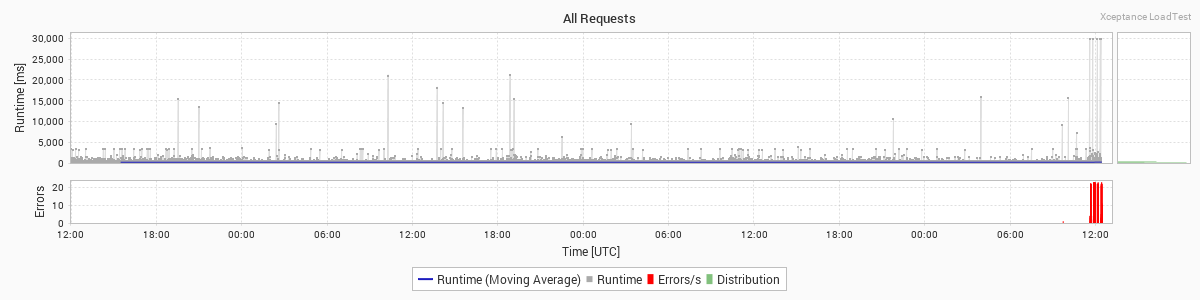 All Requests
Xceptance LoadTest
Runtime [ms]
30,000
25,000
20,000
15,000
10,000
5,000
0
Errors
20
10
0
12:00 18:00 00:00 06:00 12:00 18:00 00:00 06:00 12:00 18:00 00:00 06:00 12:00
Time [UTC]
Runtime (Moving Average) Runtime Errors/s Distribution